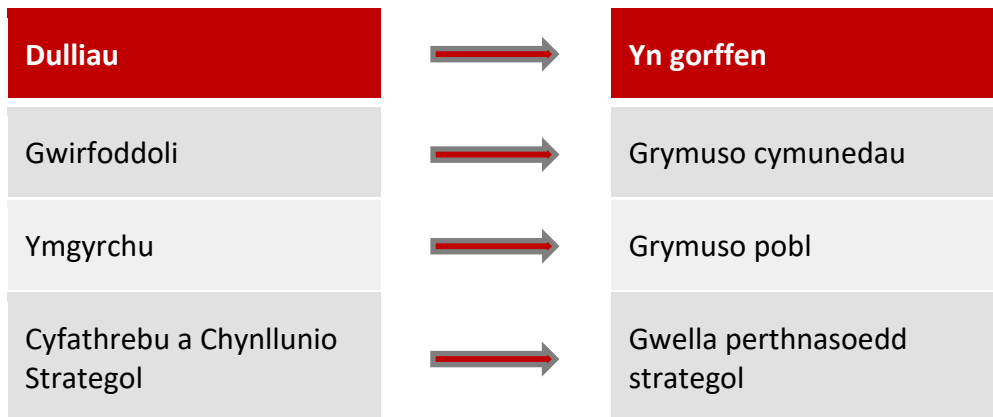 Dulliau
Yn gorffen
Gwirfoddoli
Grymuso cymunedau
Ymgyrchu
Grymuso pobl
Cyfathrebu a Chynllunio
Strategol
Gwella perthnasoedd
strategol